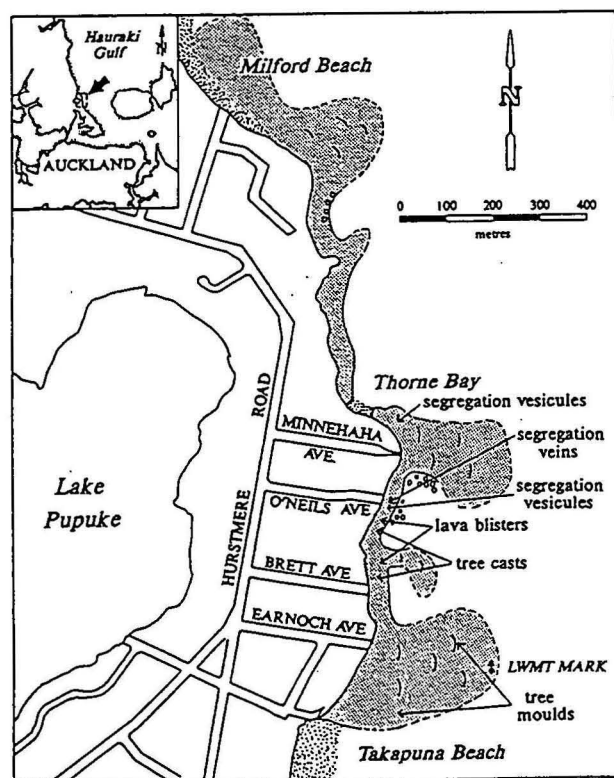 Hauraki
Gulf
N
AUCKLAND
Milford Beach
N
0 100 200 300 400
metres
Thorne Bay
segregation vesicules
segregation
veins
segregation
vesicules
lava blisters
tree casts
LWMT MARK
tree
moulds
Takapuna Beach
Lake
Pupuke
HURSTMERE ROAD
MINNEHAHA
AVE.
O'NEILS AVE
BRETT AVE
EARNOCH AVE